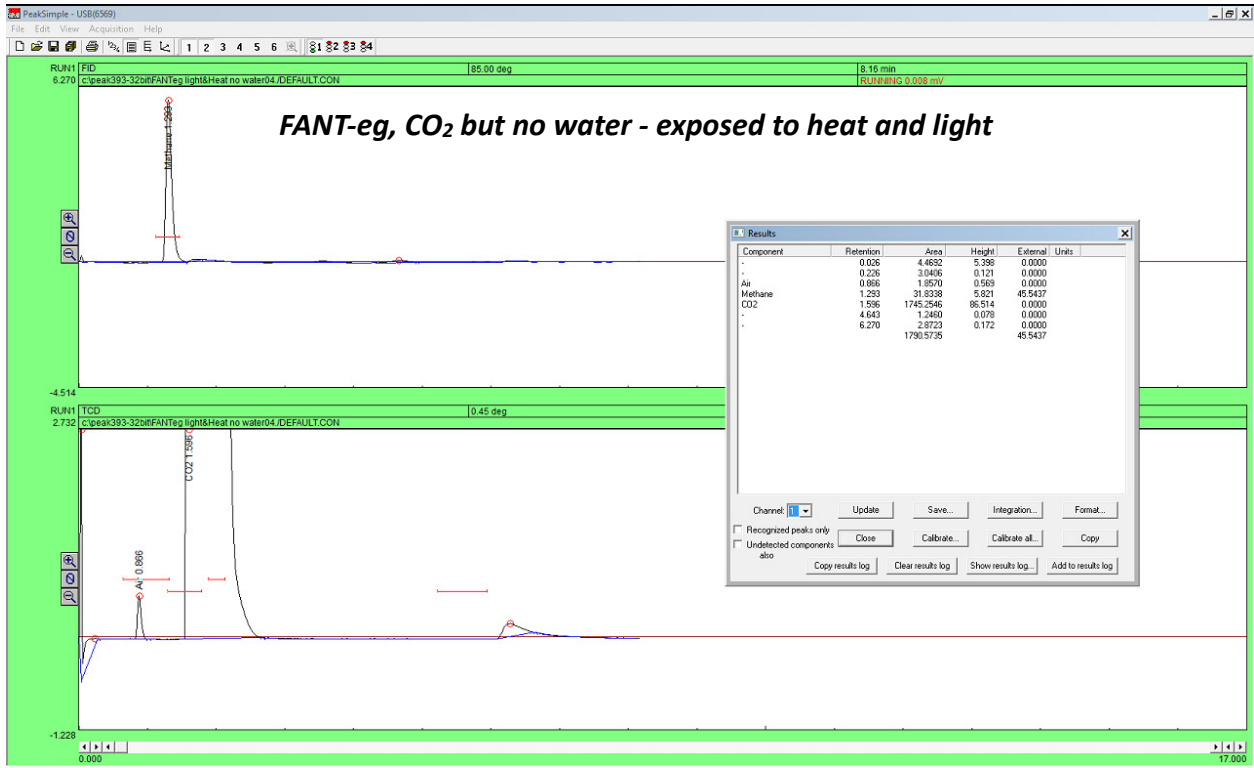 PeakSimple - USB(6569)
File Edit View Acquisition Help
1 2 3 4 5 6 1 2 3 4
RUN1 FID 85.00 deg 8.16 min
6.270 c:\peak393-32bit\FANTeg light&Heat no water04./DEFAULT.CON RUNNING 0.008 mV
FANT-eg, CO₂ but no water - exposed to heat and light
Methane 1.293
-4.514
Results
Component Retention Area Height External Units
- 0.026 4.4692 5.398 0.0000
- 0.226 3.0406 0.121 0.0000
Air 0.866 1.8570 0.569 0.0000
Methane 1.293 31.8338 5.821 45.5437
CO2 1.596 1745.2546 86.514 0.0000
- 4.643 1.2460 0.078 0.0000
- 6.270 2.8723 0.172 0.0000
1790.5735 45.5437
Channel: 1 Update Save... Integration... Format...
Recognized peaks only
Undetected components also
Close Calibrate... Calibrate all... Copy
Copy results log Clear results log Show results log... Add to results log
RUN1 TCD 0.45 deg
2.732 c:\peak393-32bit\FANTeg light&Heat no water04./DEFAULT.CON
CO2 1.596
Air 0.866
-1.228
0.000 17.000